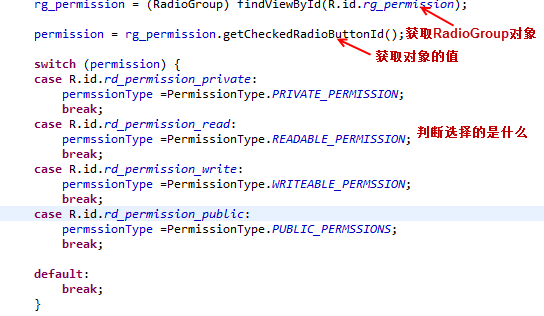 rg_permission = (RadioGroup) findViewById(R.id.rg_permission);
获取RadioGroup对象
permission = rg_permission.getCheckedRadioButtonId();
获取对象的值
switch (permission) {
case R.id.rd_permission_private:
permssionType =PermissionType.PRIVATE_PERMISSION;
break;
case R.id.rd_permission_read:
permssionType =PermissionType.READABLE_PERMSSION;
判断选择的是什么
break;
case R.id.rd_permission_write:
permssionType =PermissionType.WRITEABLE_PERMSSION;
break;
case R.id.rd_permission_public:
permssionType =PermissionType.PUBLIC_PERMSSIONS;
break;
default:
break;
}